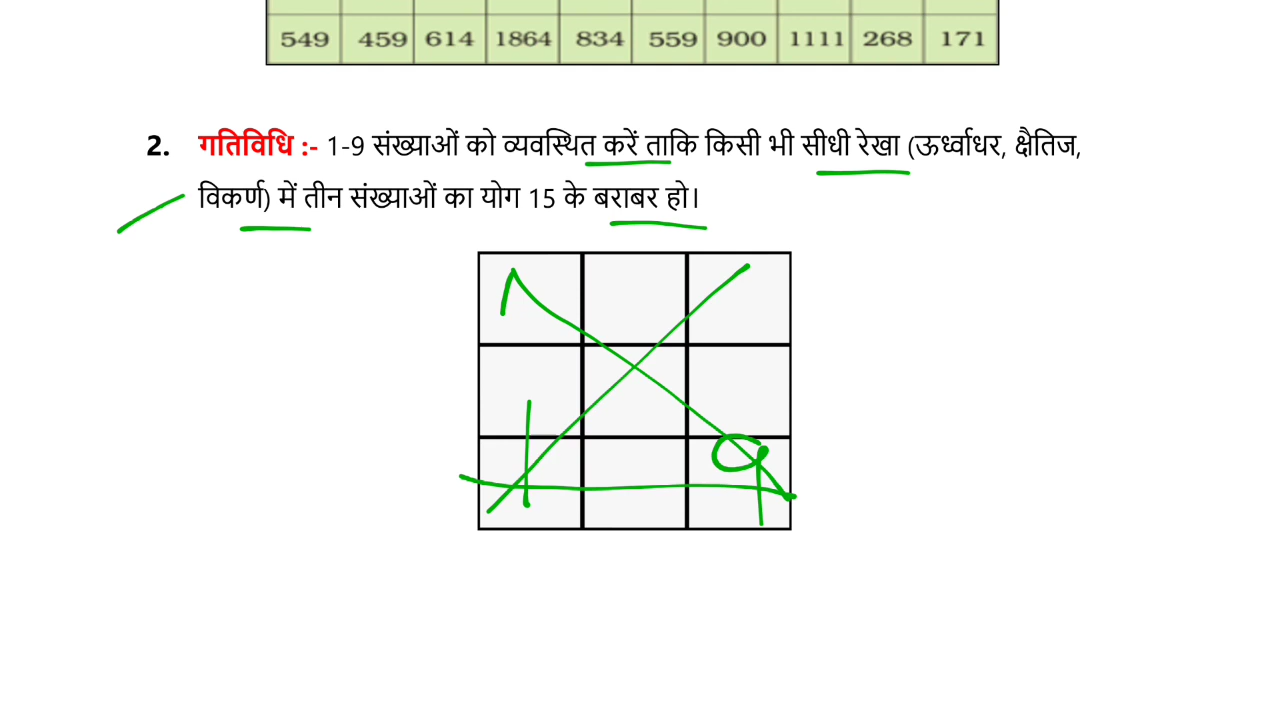 549 459 614 1864 834 559 900 1111 268 171
2. गतिविधि :- 1-9 संख्याओं को व्यवस्थित करें ताकि किसी भी सीधी रेखा (ऊर्ध्वाधर, क्षैतिज,
विकर्ण) में तीन संख्याओं का योग 15 के बराबर हो।
1 9